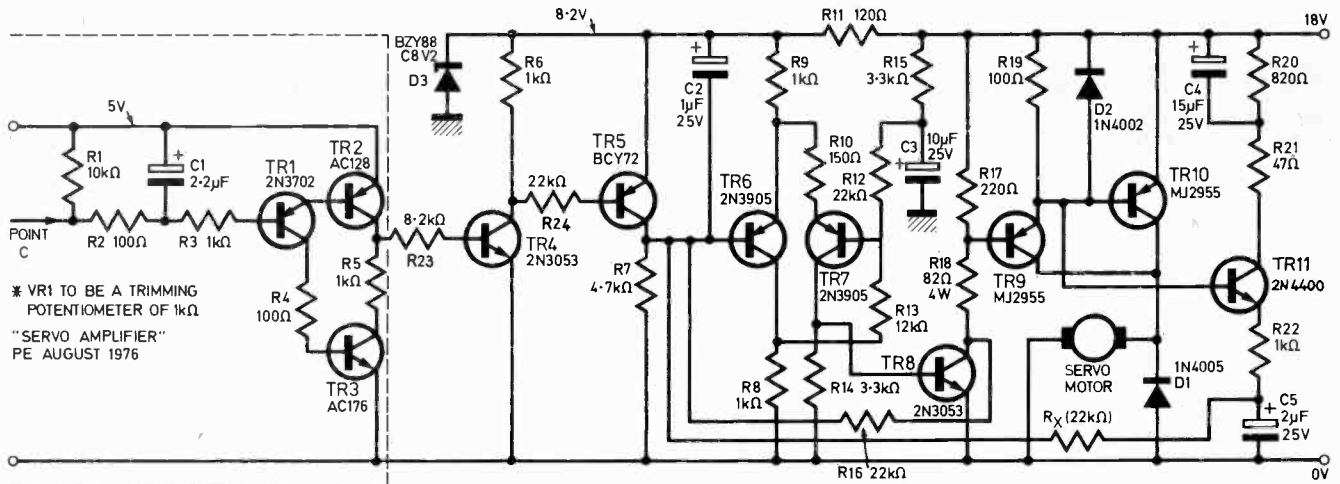 8·2V
R11 120Ω
18V
BZY88
C8V2
D3
R6
1kΩ
C2
1µF
25V
R9
1kΩ
R15
3·3kΩ
R19
100Ω
D2
1N4002
C4
15µF
25V
R20
820Ω
5V
R1
10kΩ
C1
2·2µF
TR1
2N3702
TR2
AC128
TR5
BCY72
22kΩ
R24
TR6
2N3905
R10
150Ω
R12
22kΩ
C3
10µF
25V
R17
220Ω
TR10
MJ2955
R21
47Ω
POINT
C
R2 100Ω
R3 1kΩ
8·2kΩ
R23
TR4
2N3053
R7
4·7kΩ
TR7
2N3905
R18
82Ω
4W
TR9
MJ2955
TR11
2N4400
R5
1kΩ
R4
100Ω
* VR1 TO BE A TRIMMING
POTENTIOMETER OF 1kΩ
"SERVO AMPLIFIER"
PE AUGUST 1976
TR3
AC176
R13
12kΩ
R8
1kΩ
R14 3·3kΩ
TR8
2N3053
SERVO
MOTOR
1N4005
D1
R22
1kΩ
RX (22kΩ)
C5
2µF
25V
R16 22kΩ
0V